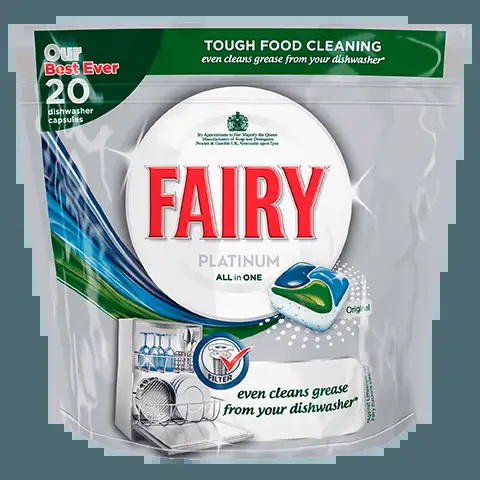 TOUGH FOOD CLEANING
even cleans grease from your dishwasher*
Our
Best Ever
20
dishwasher
capsules
By Appointment to Her Majesty the Queen
Manufacturers of Soap and Detergents
Procter & Gamble UK, Newcastle upon Tyne
FAIRY
PLATINUM
ALL in ONE
Original
FILTER
even cleans grease
from your dishwasher*